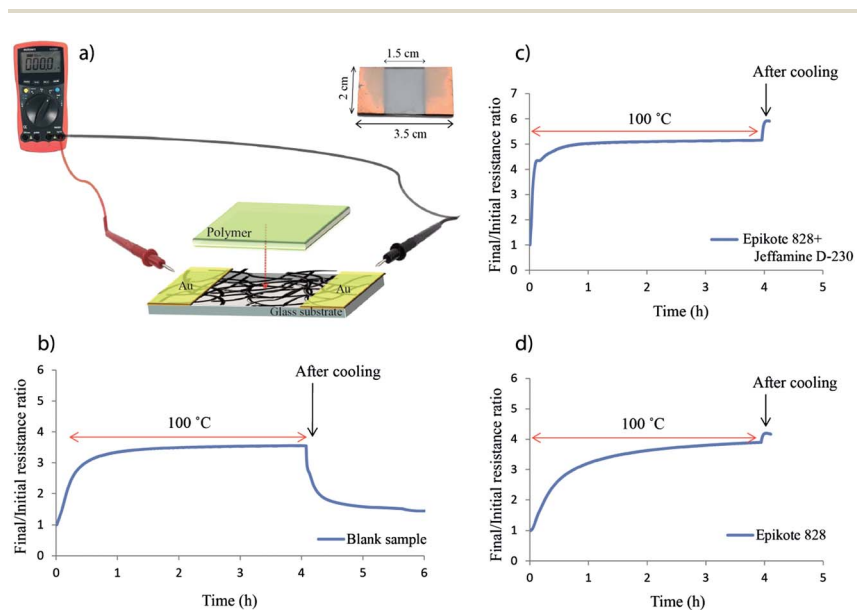 a)
000.0
1.5 cm
2 cm
3.5 cm
Polymer
Au
Au
Glass substrate
b)
Final/Initial resistance ratio
6
5
4
3
2
1
0
After cooling
100 ˚C
Blank sample
0
1
2
3
4
5
6
Time (h)
c)
Final/Initial resistance ratio
7
6
5
4
3
2
1
0
After cooling
100 ˚C
Epikote 828+
Jeffamine D-230
0
1
2
3
4
5
Time (h)
d)
Final/Initial resistance ratio
6
5
4
3
2
1
0
After cooling
100 ˚C
Epikote 828
0
1
2
3
4
5
Time (h)